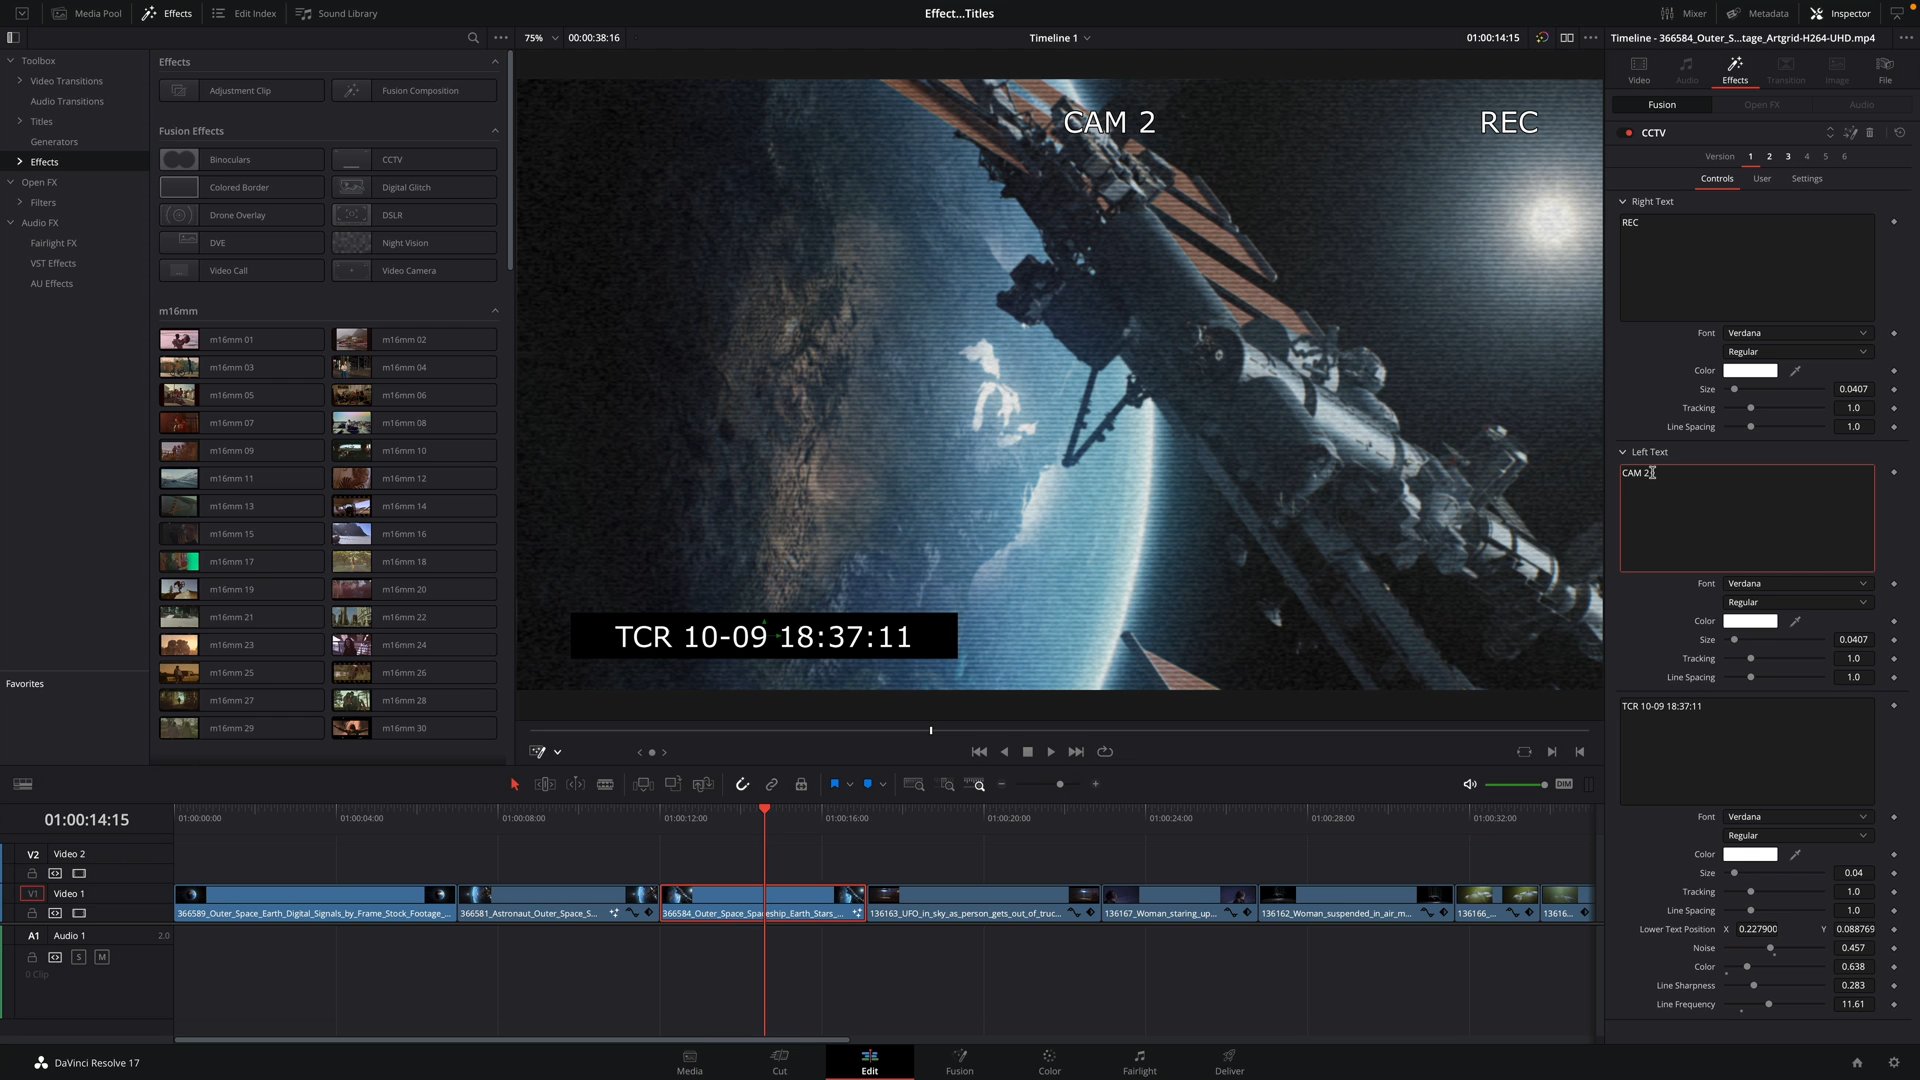 Media Pool Effects Edit Index Sound Library Effect...Titles Mixer Metadata Inspector
75% 00:00:38:16 Timeline 1 01:00:14:15 Timeline - 366584_Outer_S...tage_Artgrid-H264-UHD.mp4
Toolbox
Video Transitions
Audio Transitions
Titles
Generators
Effects
Open FX
Filters
Audio FX
Fairlight FX
VST Effects
AU Effects
Favorites
Effects
Adjustment Clip Fusion Composition
Fusion Effects
Binoculars CCTV
Colored Border Digital Glitch
Drone Overlay DSLR
DVE Night Vision
Video Call Video Camera
m16mm
m16mm 01 m16mm 02
m16mm 03 m16mm 04
m16mm 05 m16mm 06
m16mm 07 m16mm 08
m16mm 09 m16mm 10
m16mm 11 m16mm 12
m16mm 13 m16mm 14
m16mm 15 m16mm 16
m16mm 17 m16mm 18
m16mm 19 m16mm 20
m16mm 21 m16mm 22
m16mm 23 m16mm 24
m16mm 25 m16mm 26
m16mm 27 m16mm 28
m16mm 29 m16mm 30
CAM 2 REC
TCR 10-09 18:37:11
Video Audio Effects Transition Image File
Fusion Open FX Audio
CCTV
Version 1 2 3 4 5 6
Controls User Settings
Right Text
REC
Font Verdana
Regular
Color
Size 0.0407
Tracking 1.0
Line Spacing 1.0
Left Text
CAM 2
Font Verdana
Regular
Color
Size 0.0407
Tracking 1.0
Line Spacing 1.0
TCR 10-09 18:37:11
Font Verdana
Regular
Color
Size 0.04
Tracking 1.0
Line Spacing 1.0
Lower Text Position X 0.227900 Y 0.088769
Noise 0.457
Color 0.638
Line Sharpness 0.283
Line Frequency 11.61
DIM
01:00:14:15 01:00:00:00 01:00:04:00 01:00:08:00 01:00:12:00 01:00:16:00 01:00:20:00 01:00:24:00 01:00:28:00 01:00:32:00
V2 Video 2
V1 Video 1
366589_Outer_Space_Earth_Digital_Signals_by_Frame_Stock_Footage_... 366581_Astronaut_Outer_Space_S... 366584_Outer_Space_Spaceship_Earth_Stars_... 136163_UFO_in_sky_as_person_gets_out_of_truc... 136167_Woman_staring_up... 136162_Woman_suspended_in_air_m... 136166_... 13616...
A1 Audio 1 2.0
S M
0 Clip
DaVinci Resolve 17 Media Cut Edit Fusion Color Fairlight Deliver